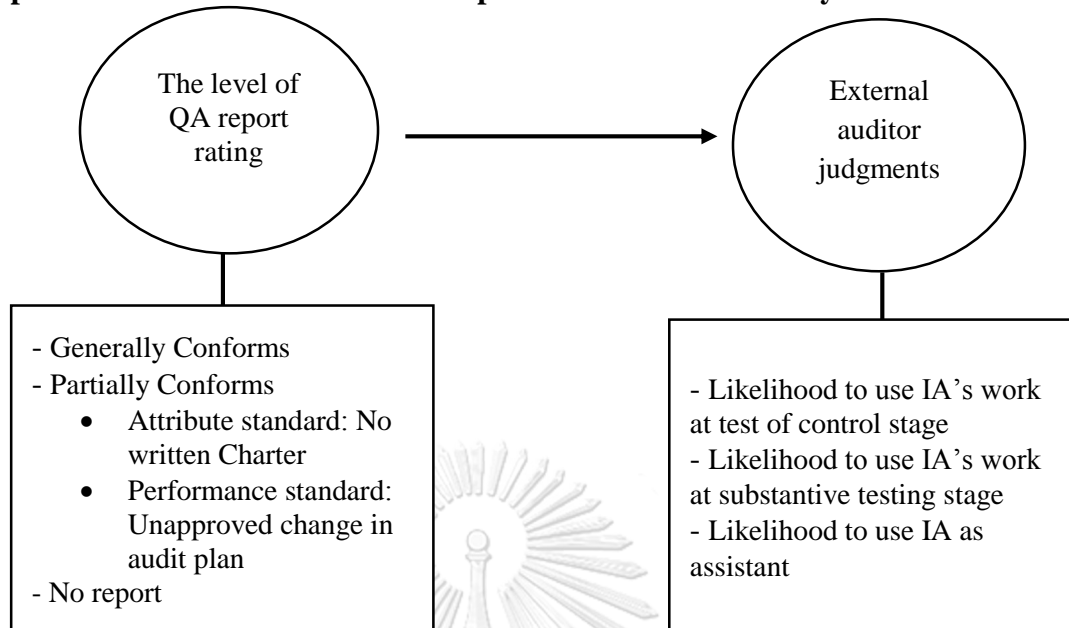 The level of
QA report
rating
External
auditor
judgments
- Generally Conforms
- Partially Conforms
• Attribute standard: No
written Charter
• Performance standard:
Unapproved change in
audit plan
- No report
- Likelihood to use IA’s work
at test of control stage
- Likelihood to use IA’s work
at substantive testing stage
- Likelihood to use IA as
assistant